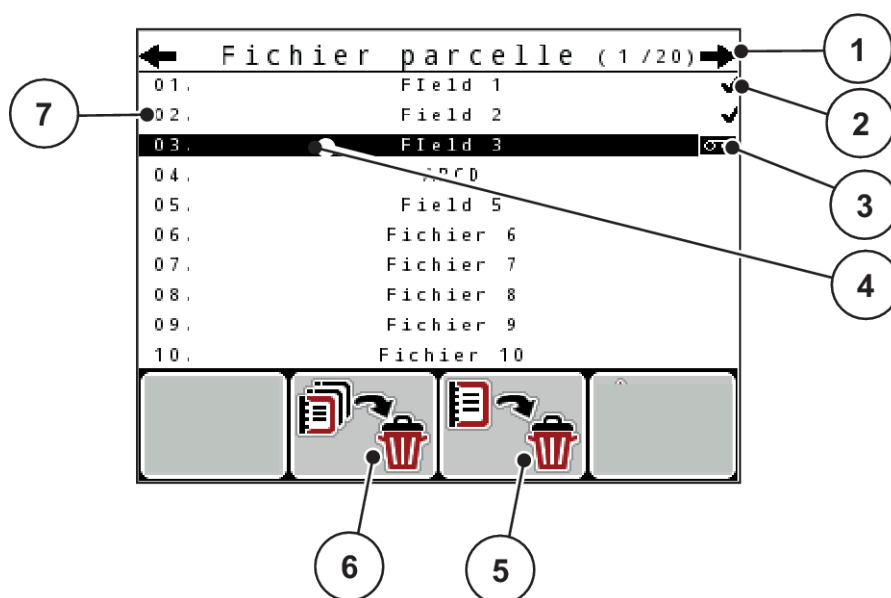 Fichier parcelle (1/20)
01. FIeld 1
02. Field 2
03. FIeld 3
04. ABCD
05. Field 5
06. Fichier 6
07. Fichier 7
08. Fichier 8
09. Fichier 9
10. Fichier 10
1
2
3
4
5
6
7